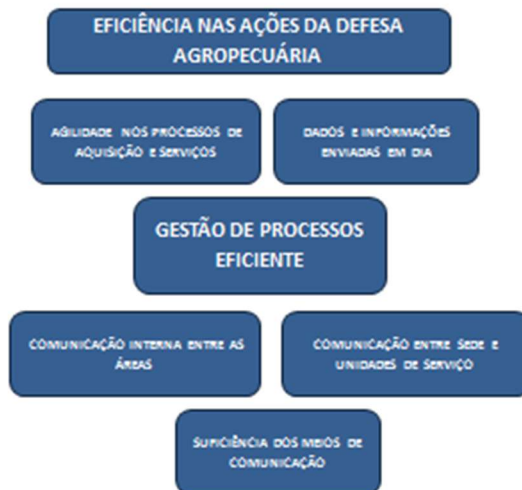 EFICIÊNCIA NAS AÇÕES DA DEFESA
AGROPECUÁRIA
AGILIDADE NOS PROCESSOS DE
AQUISIÇÃO E SERVIÇOS
DADOS E INFORMAÇÕES
ENVIADAS EM DIA
GESTÃO DE PROCESSOS
EFICIENTE
COMUNICAÇÃO INTERNA ENTRE AS
ÁREAS
COMUNICAÇÃO ENTRE SEDE E
UNIDADES DE SERVIÇO
SUFICIÊNCIA DOS MEIOS DE
COMUNICAÇÃO